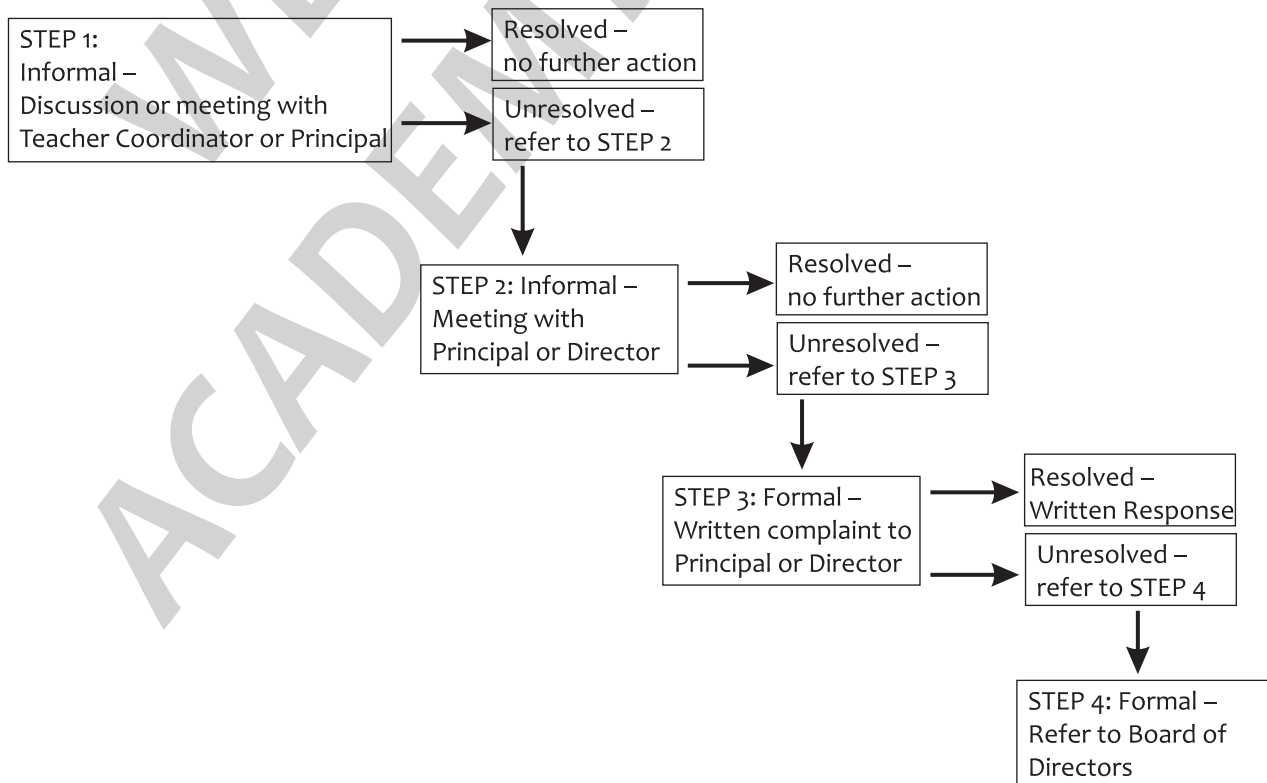 STEP 1:
Informal –
Discussion or meeting with
Teacher Coordinator or Principal
Resolved –
no further action
Unresolved –
refer to STEP 2
STEP 2: Informal –
Meeting with
Principal or Director
Resolved –
no further action
Unresolved –
refer to STEP 3
STEP 3: Formal –
Written complaint to
Principal or Director
Resolved –
Written Response
Unresolved –
refer to STEP 4
STEP 4: Formal –
Refer to Board of
Directors